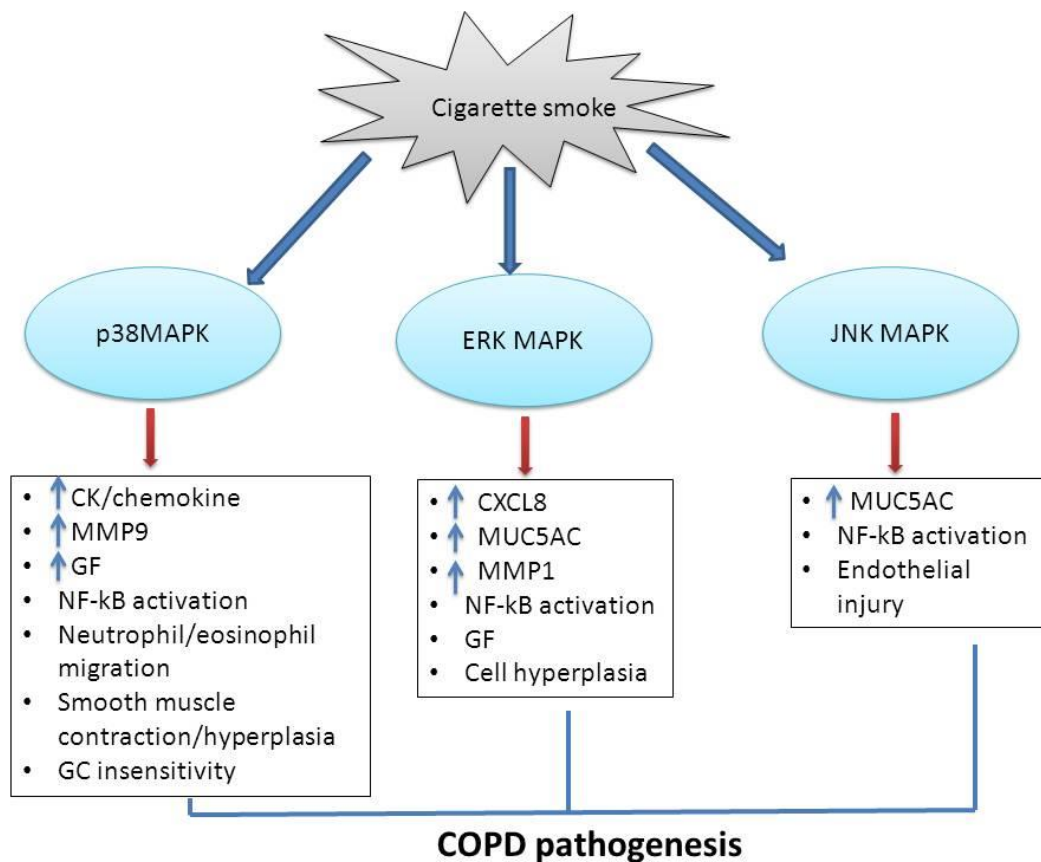 Cigarette smoke
p38MAPK
ERK MAPK
JNK MAPK
• CK/chemokine
• MMP9
• GF
• NF-kB activation
• Neutrophil/eosinophil
migration
• Smooth muscle
contraction/hyperplasia
• GC insensitivity
• CXCL8
• MUC5AC
• MMP1
• NF-kB activation
• GF
• Cell hyperplasia
• MUC5AC
• NF-kB activation
• Endothelial
injury
COPD pathogenesis